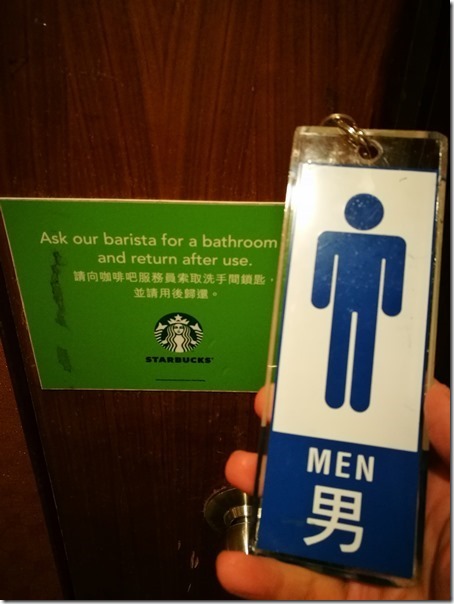 Ask our barista for a bathroom
and return after use.
請向咖啡吧服務員索取洗手間鎖匙，
並請用後歸還。
STARBUCKS
MEN
男